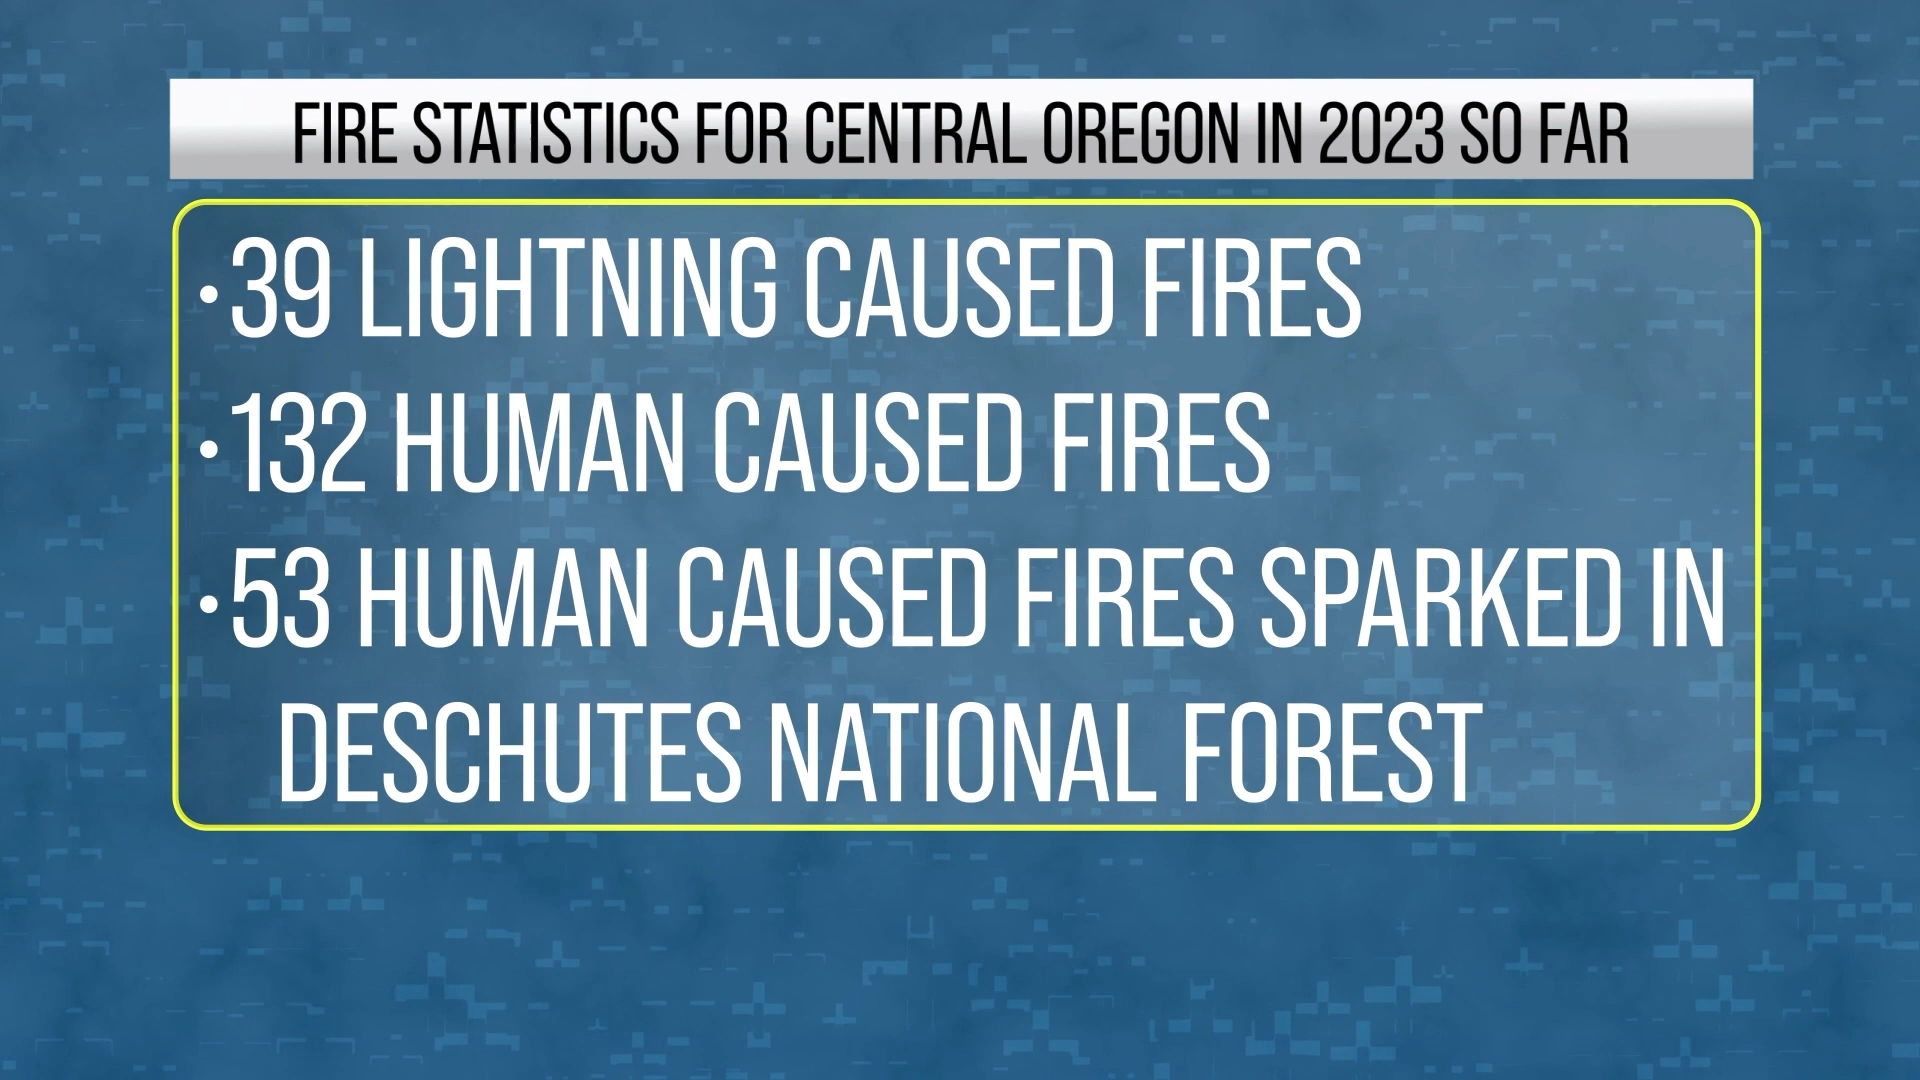 FIRE STATISTICS FOR CENTRAL OREGON IN 2023 SO FAR
•39 LIGHTNING CAUSED FIRES
•132 HUMAN CAUSED FIRES
•53 HUMAN CAUSED FIRES SPARKED IN
DESCHUTES NATIONAL FOREST